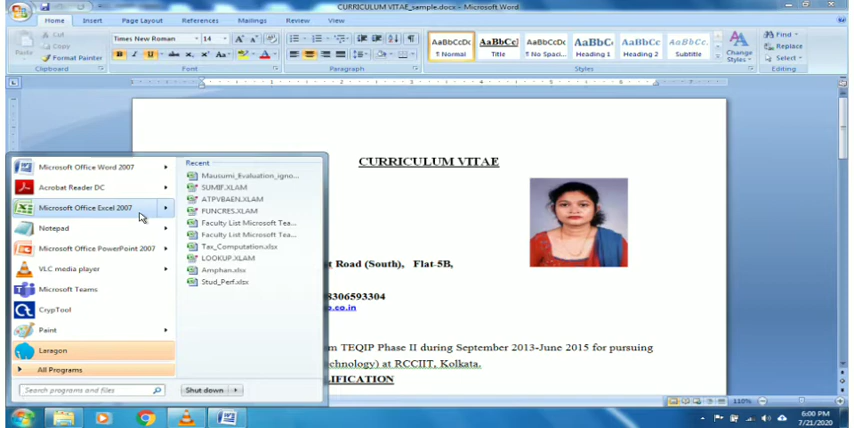 CURRICULUM VITAE_sample.docx - Microsoft Word
Home Insert Page Layout References Mailings Review View
Cut
Copy
Paste
Format Painter
Clipboard
Times New Roman 14
Font
Paragraph
AaBbCcDc AaBbCcI AaBbCcDc AaBbC AaBbCc AaBbCc.
¶ Normal Title ¶ No Spaci... Heading 1 Heading 2 Subtitle
Change
Styles
Styles
Find
Replace
Select
Editing
CURRICULUM VITAE
Road (South), Flat-5B,
8306593304
.co.in
m TEQIP Phase II during September 2013-June 2015 for pursuing
chnology) at RCCIIT, Kolkata.
LIFICATION
Microsoft Office Word 2007
Acrobat Reader DC
Microsoft Office Excel 2007
Notepad
Microsoft Office PowerPoint 2007
VLC media player
Microsoft Teams
CrypTool
Paint
Laragon
All Programs
Search programs and files
Shut down
Recent
Mausumi_Evaluation_igno...
SUMIF.XLAM
ATPVBAEN.XLAM
FUNCRES.XLAM
Faculty List Microsoft Tea...
Faculty List Microsoft Tea...
Tax_Computation.xlsx
LOOKUP.XLAM
Amphan.xlsx
Stud_Perf.xlsx
110%
6:00 PM
7/21/2020